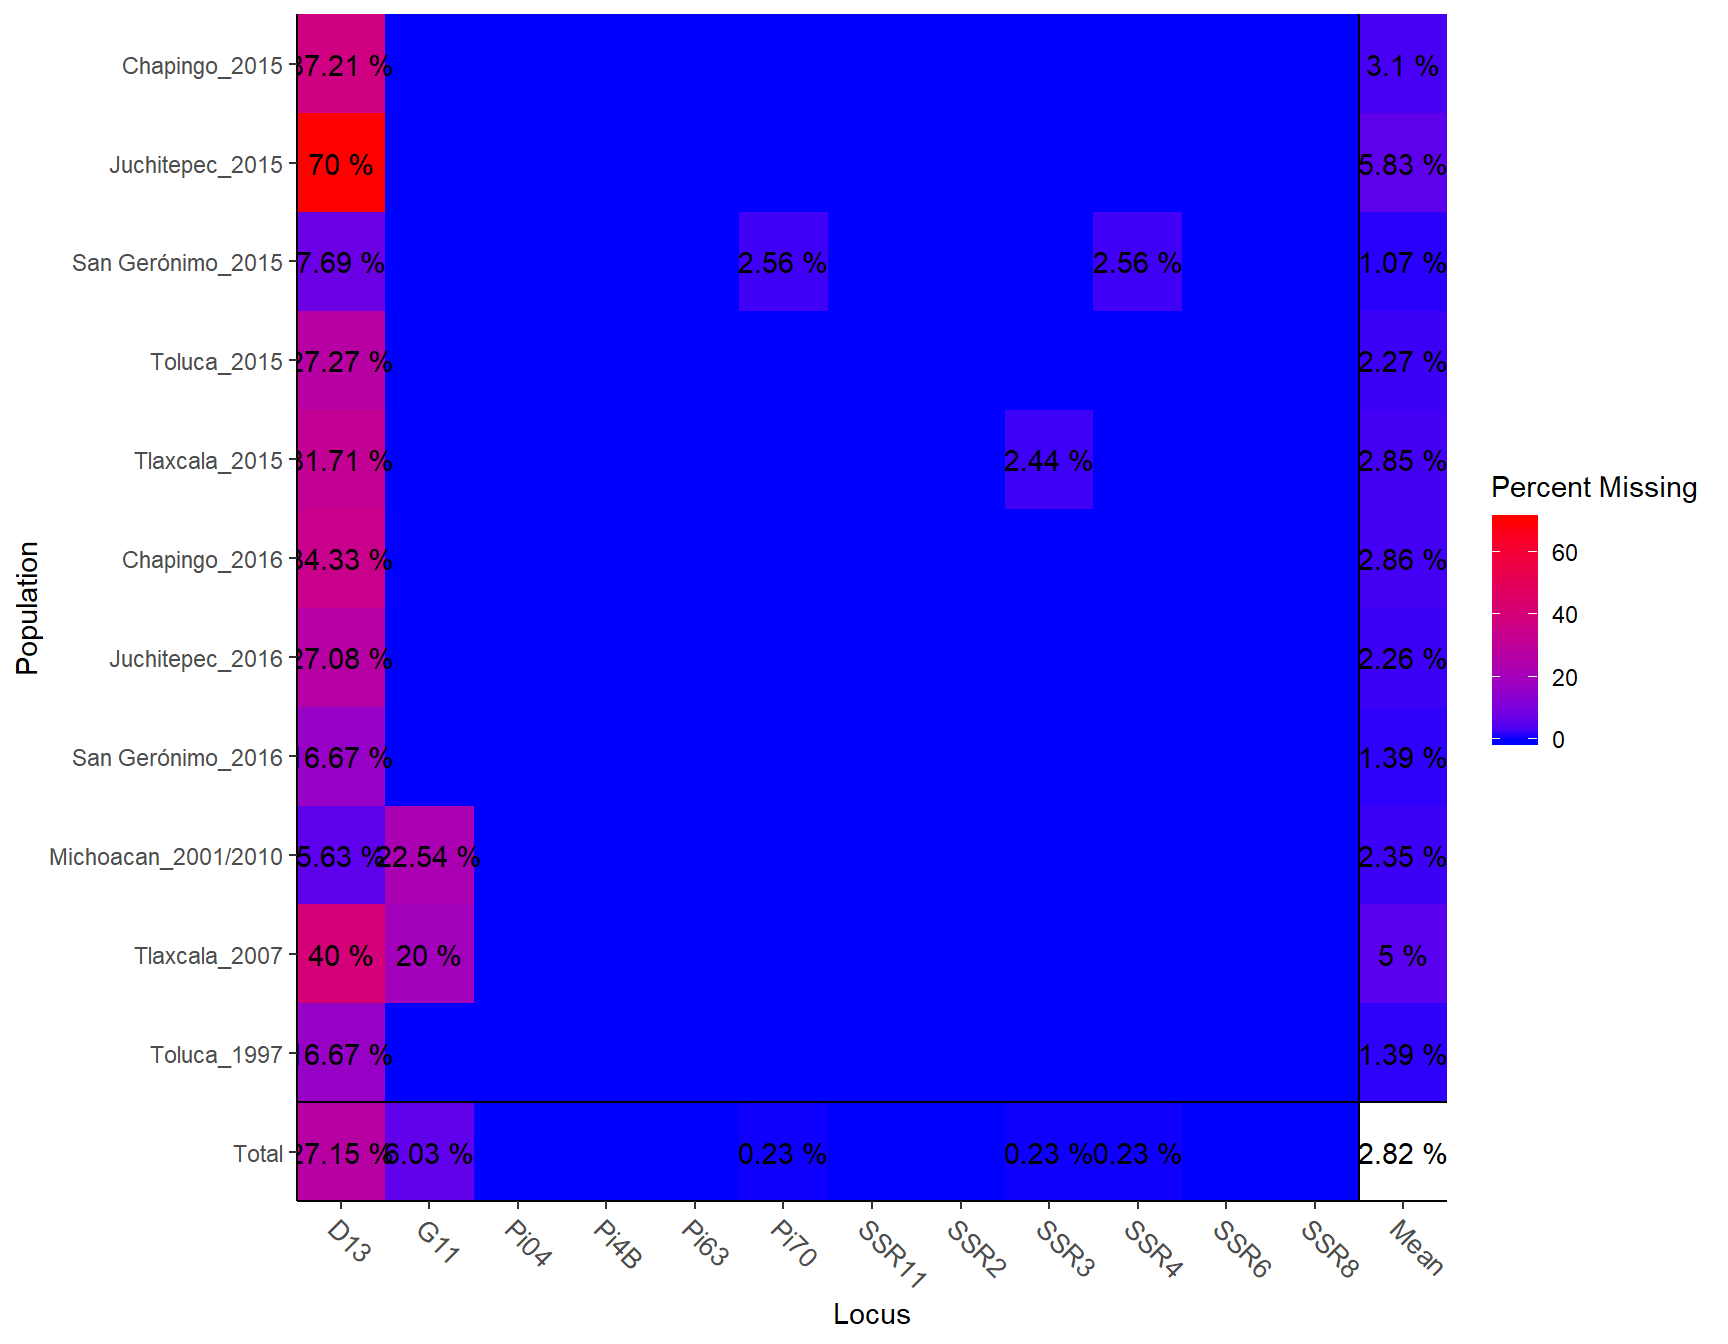 Chapingo_2015 37.21 % 3.1 %
Juchitepec_2015 70 % 5.83 %
San Gerónimo_2015 7.69 % 2.56 % 2.56 % 1.07 %
Toluca_2015 27.27 % 2.27 %
Tlaxcala_2015 31.71 % 2.44 % 2.85 %
Chapingo_2016 34.33 % 2.86 %
Juchitepec_2016 27.08 % 2.26 %
San Gerónimo_2016 16.67 % 1.39 %
Michoacan_2001/2010 5.63 % 22.54 % 2.35 %
Tlaxcala_2007 40 % 20 % 5 %
Toluca_1997 16.67 % 1.39 %
Total 27.15 % 6.03 % 0.23 % 0.23 % 0.23 % 2.82 %
D13 G11 Pi04 Pi4B Pi63 Pi70 SSR11 SSR2 SSR3 SSR4 SSR6 SSR8 Mean
Locus
Population
Percent Missing
60
40
20
0